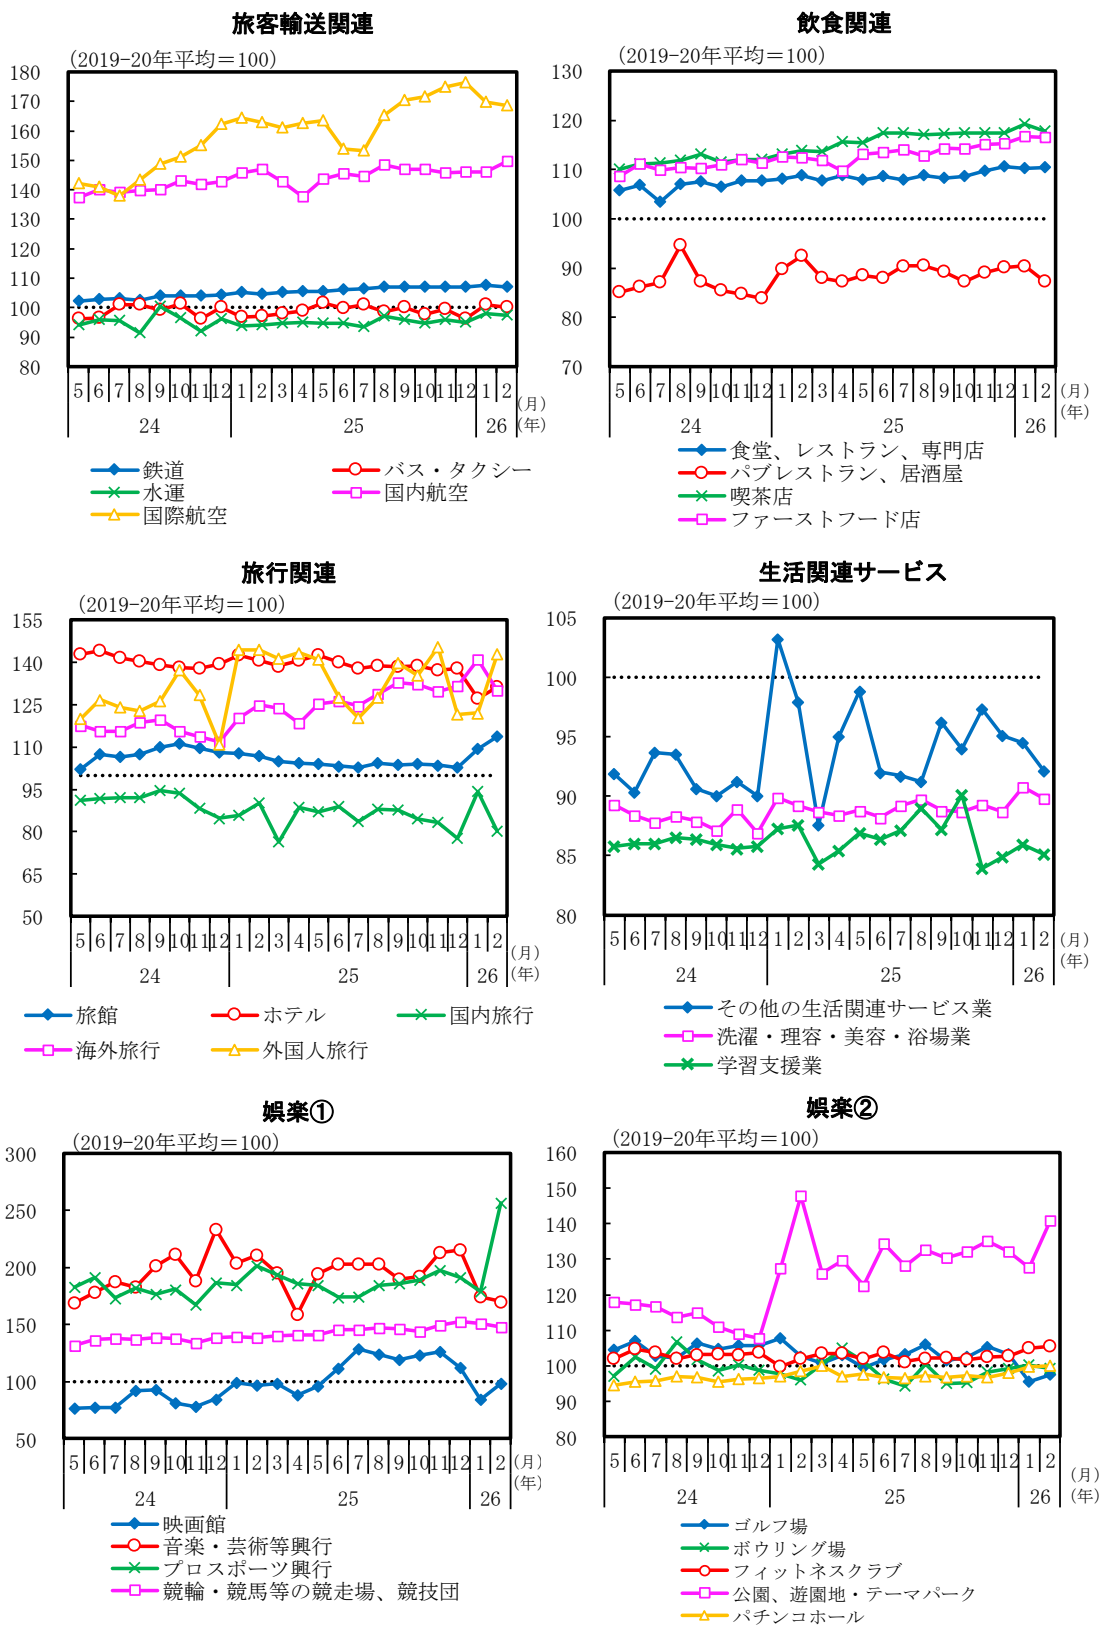 旅客輸送関連
(2019-20年平均=100)
180
170
160
150
140
130
120
110
100
90
80
5 6 7 8 9 10 11 12 1 2 3 4 5 6 7 8 9 10 11 12 1 2 (月)
24 25 26 (年)
鉄道
バス・タクシー
水運
国内航空
国際航空
飲食関連
(2019-20年平均=100)
130
120
110
100
90
80
70
5 6 7 8 9 10 11 12 1 2 3 4 5 6 7 8 9 10 11 12 1 2 (月)
24 25 26 (年)
食堂、レストラン、専門店
パブレストラン、居酒屋
喫茶店
ファーストフード店
旅行関連
(2019-20年平均=100)
155
140
125
110
95
80
65
50
5 6 7 8 9 10 11 12 1 2 3 4 5 6 7 8 9 10 11 12 1 2 (月)
24 25 26 (年)
旅館
ホテル
国内旅行
海外旅行
外国人旅行
生活関連サービス
(2019-20年平均=100)
105
100
95
90
85
80
5 6 7 8 9 10 11 12 1 2 3 4 5 6 7 8 9 10 11 12 1 2 (月)
24 25 26 (年)
その他の生活関連サービス業
洗濯・理容・美容・浴場業
学習支援業
娯楽①
(2019-20年平均=100)
300
250
200
150
100
50
5 6 7 8 9 10 11 12 1 2 3 4 5 6 7 8 9 10 11 12 1 2 (月)
24 25 26 (年)
映画館
音楽・芸術等興行
プロスポーツ興行
競輪・競馬等の競走場、競技団
娯楽②
(2019-20年平均=100)
160
150
140
130
120
110
100
90
80
5 6 7 8 9 10 11 12 1 2 3 4 5 6 7 8 9 10 11 12 1 2 (月)
24 25 26 (年)
ゴルフ場
ボウリング場
フィットネスクラブ
公園、遊園地・テーマパーク
パチンコホール